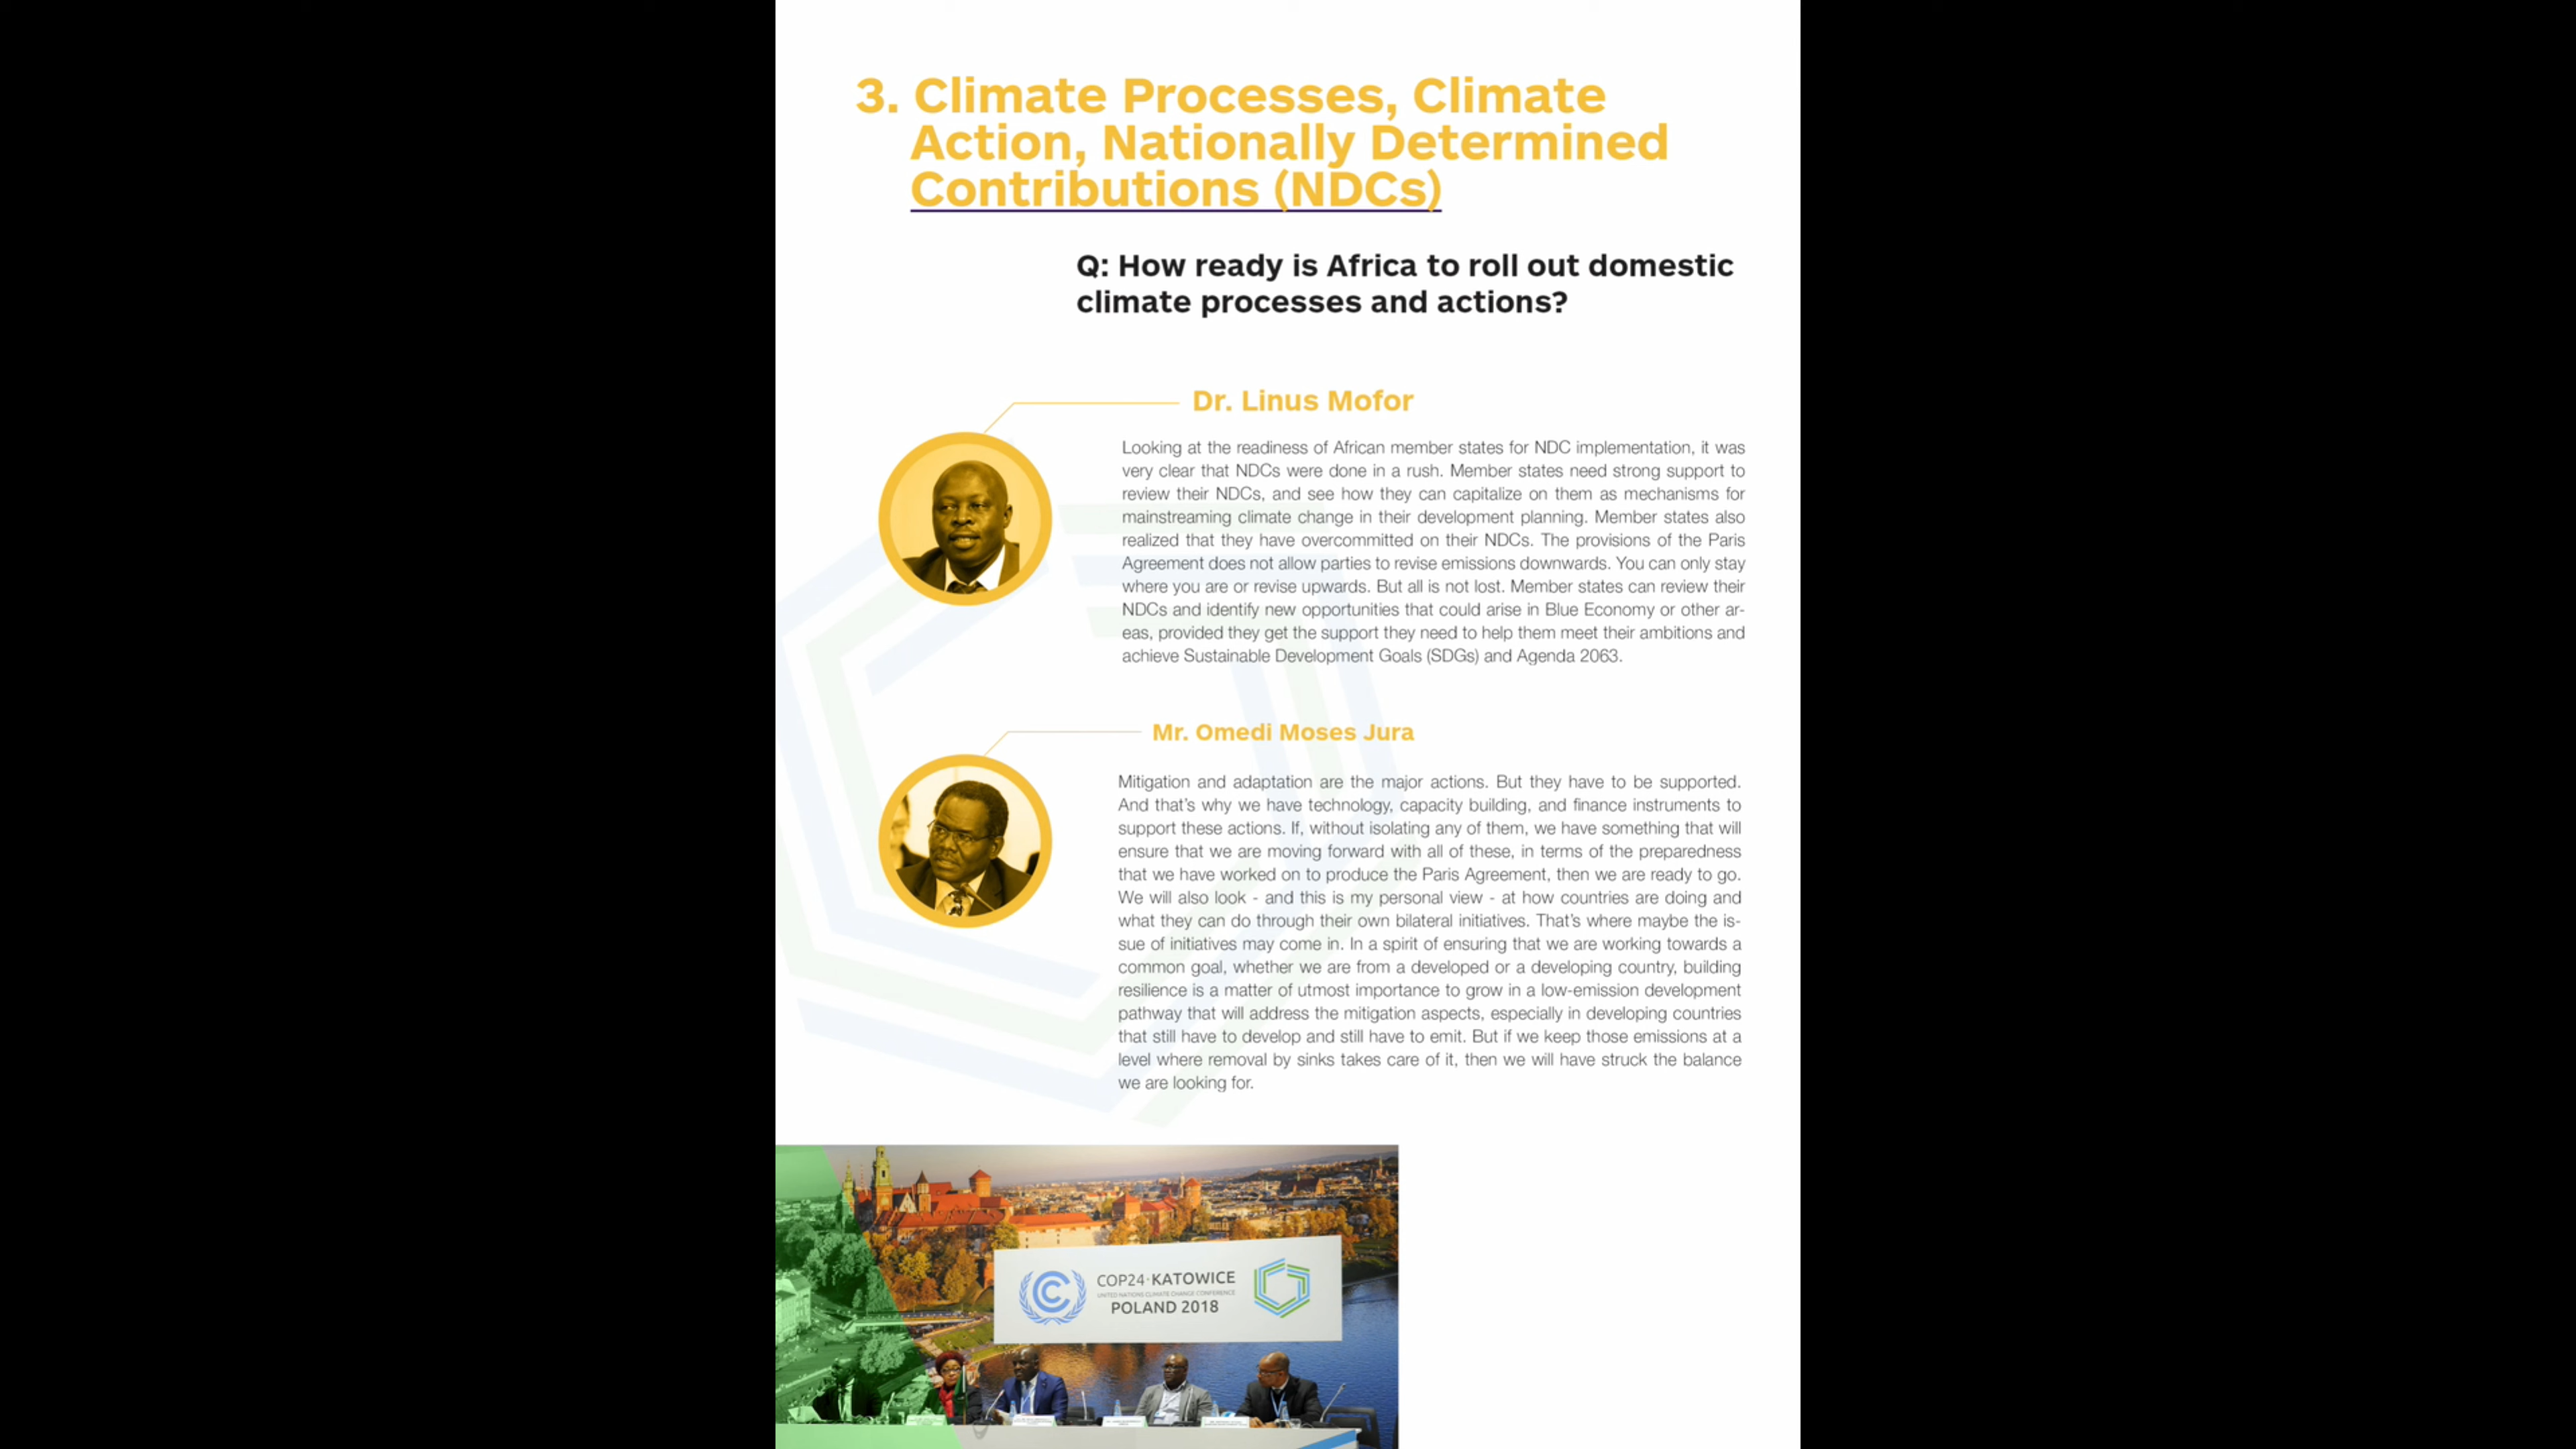 3. Climate Processes, Climate
Action, Nationally Determined
Contributions (NDCs)
Q: How ready is Africa to roll out domestic
climate processes and actions?
Dr. Linus Mofor
Looking at the readiness of African member states for NDC implementation, it was
very clear that NDCs were done in a rush. Member states need strong support to
review their NDCs, and see how they can capitalize on them as mechanisms for
mainstreaming climate change in their development planning. Member states also
realized that they have overcommitted on their NDCs. The provisions of the Paris
Agreement does not allow parties to revise emissions downwards. You can only stay
where you are or revise upwards. But all is not lost. Member states can review their
NDCs and identify new opportunities that could arise in Blue Economy or other ar-
eas, provided they get the support they need to help them meet their ambitions and
achieve Sustainable Development Goals (SDGs) and Agenda 2063.
Mr. Omedi Moses Jura
Mitigation and adaptation are the major actions. But they have to be supported.
And that's why we have technology, capacity building, and finance instruments to
support these actions. If, without isolating any of them, we have something that will
ensure that we are moving forward with all of these, in terms of the preparedness
that we have worked on to produce the Paris Agreement, then we are ready to go.
We will also look - and this is my personal view - at how countries are doing and
what they can do through their own bilateral initiatives. That's where maybe the is-
sue of initiatives may come in. In a spirit of ensuring that we are working towards a
common goal, whether we are from a developed or a developing country, building
resilience is a matter of utmost importance to grow in a low-emission development
pathway that will address the mitigation aspects, especially in developing countries
that still have to develop and still have to emit. But if we keep those emissions at a
level where removal by sinks takes care of it, then we will have struck the balance
we are looking for.
COP24·KATOWICE
UNITED NATIONS CLIMATE CHANGE CONFERENCE
POLAND 2018